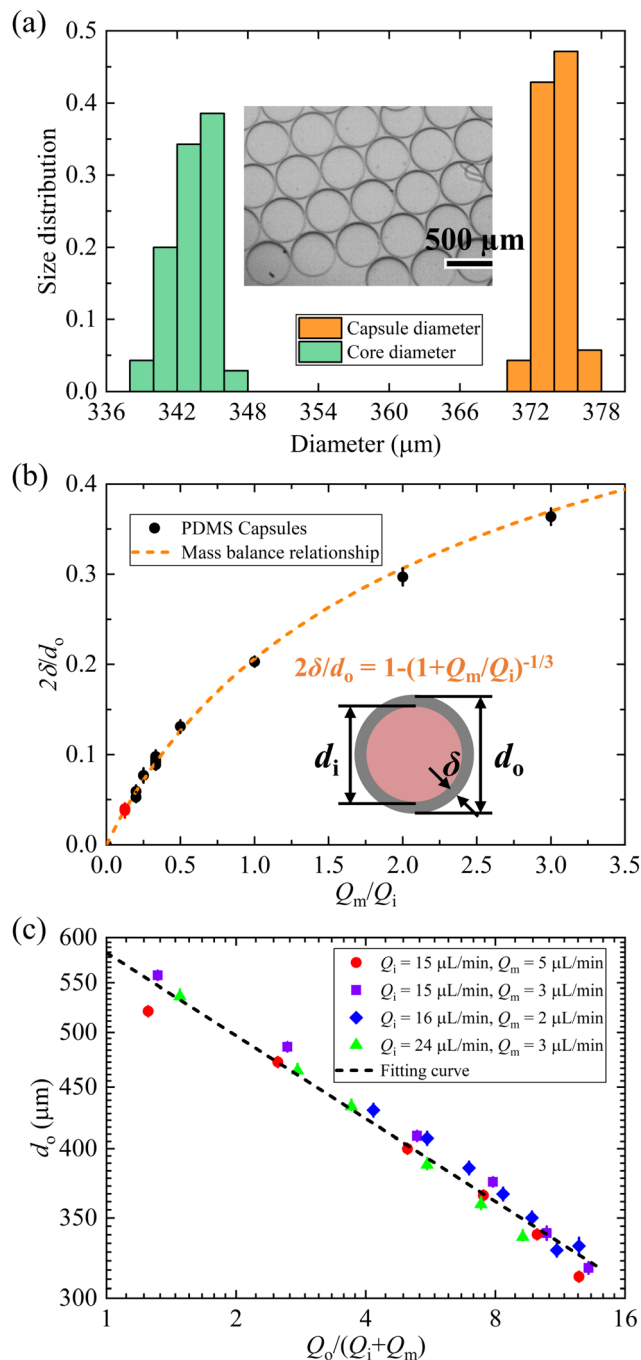 (a)
0.5
0.4
0.3
0.2
0.1
0.0
Size distribution
500 μm
Capsule diameter
Core diameter
336 342 348 354 360 366 372 378
Diameter (μm)
(b)
0.4
0.3
0.2
0.1
0.0
2δ/dₒ
PDMS Capsules
Mass balance relationship
2δ/dₒ = 1-(1+Qₘ/Qᵢ)⁻¹/³
dᵢ δ dₒ
0.0 0.5 1.0 1.5 2.0 2.5 3.0 3.5
Qₘ/Qᵢ
(c)
600
550
500
450
400
350
300
dₒ (μm)
Qᵢ = 15 μL/min, Qₘ = 5 μL/min
Qᵢ = 15 μL/min, Qₘ = 3 μL/min
Qᵢ = 16 μL/min, Qₘ = 2 μL/min
Qᵢ = 24 μL/min, Qₘ = 3 μL/min
Fitting curve
1 2 4 8 16
Qₒ/(Qᵢ+Qₘ)